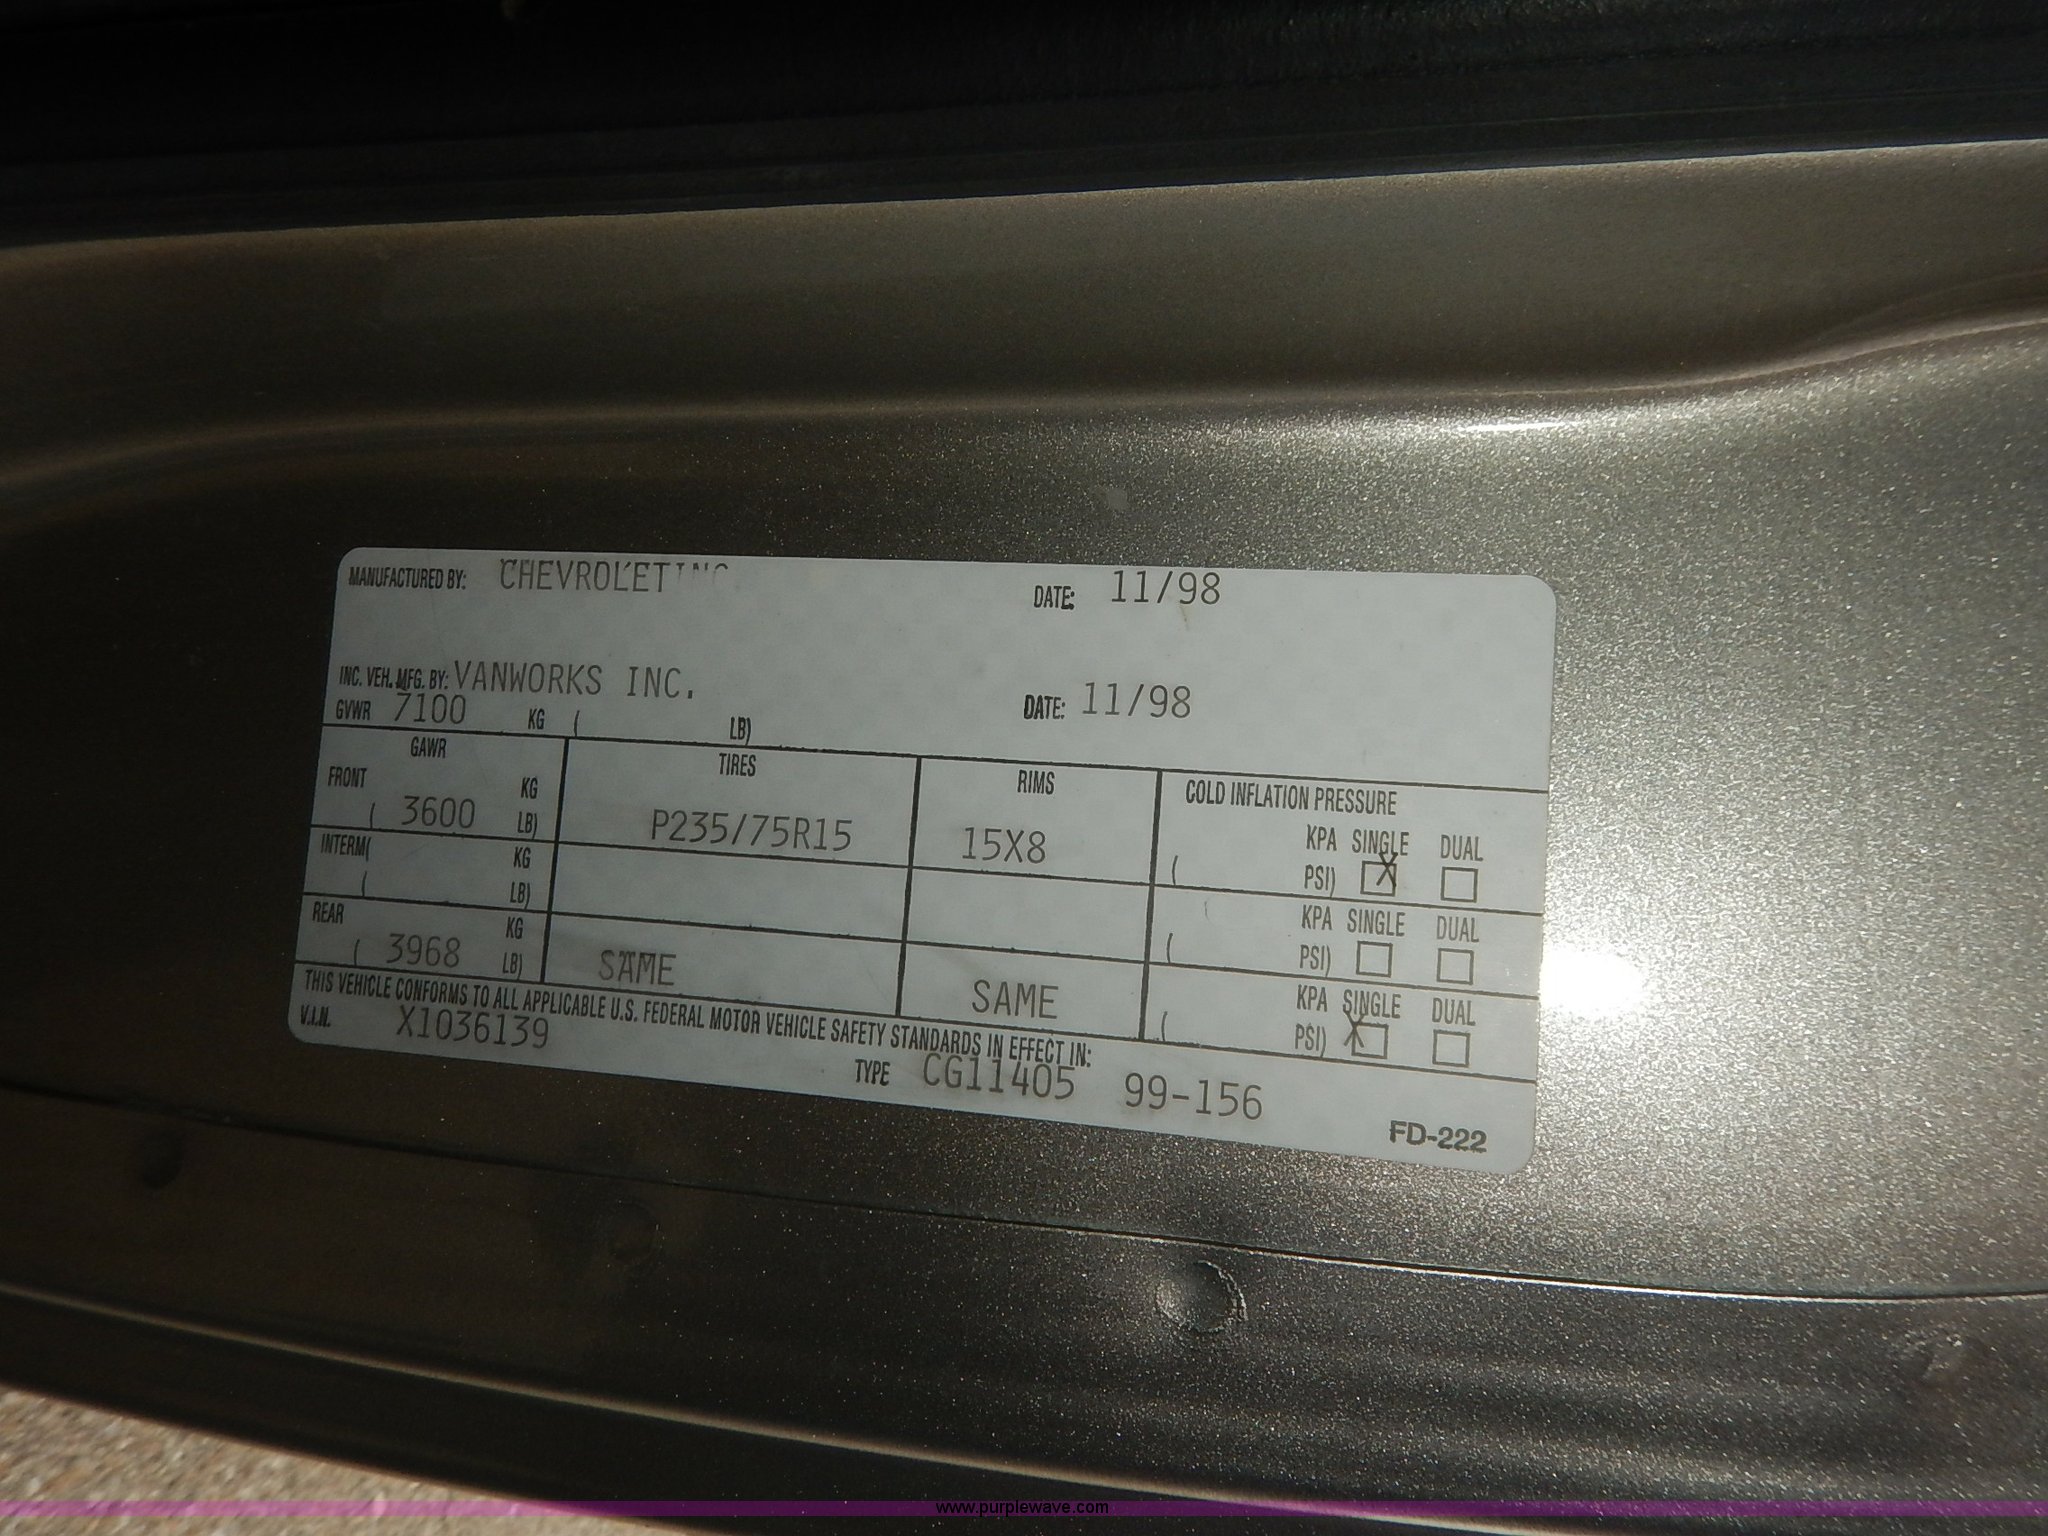 MANUFACTURED BY: CHEVROLET INC. DATE: 11/98
INC. VEH. MFG. BY: VANWORKS INC. DATE: 11/98
GVWR 7100 KG ( LB)
GAWR TIRES RIMS COLD INFLATION PRESSURE
FRONT KG KPA SINGLE DUAL
( 3600 LB) P235/75R15 15X8 ( PSI) X
INTERM( KG KPA SINGLE DUAL
( LB) ( PSI)
REAR KG KPA SINGLE DUAL
( 3968 LB) SAME SAME ( PSI) X
THIS VEHICLE CONFORMS TO ALL APPLICABLE U.S. FEDERAL MOTOR VEHICLE SAFETY STANDARDS IN EFFECT IN:
V.I.N. X1036139 TYPE CG11405 99-156
FD-222
www.purplewave.com